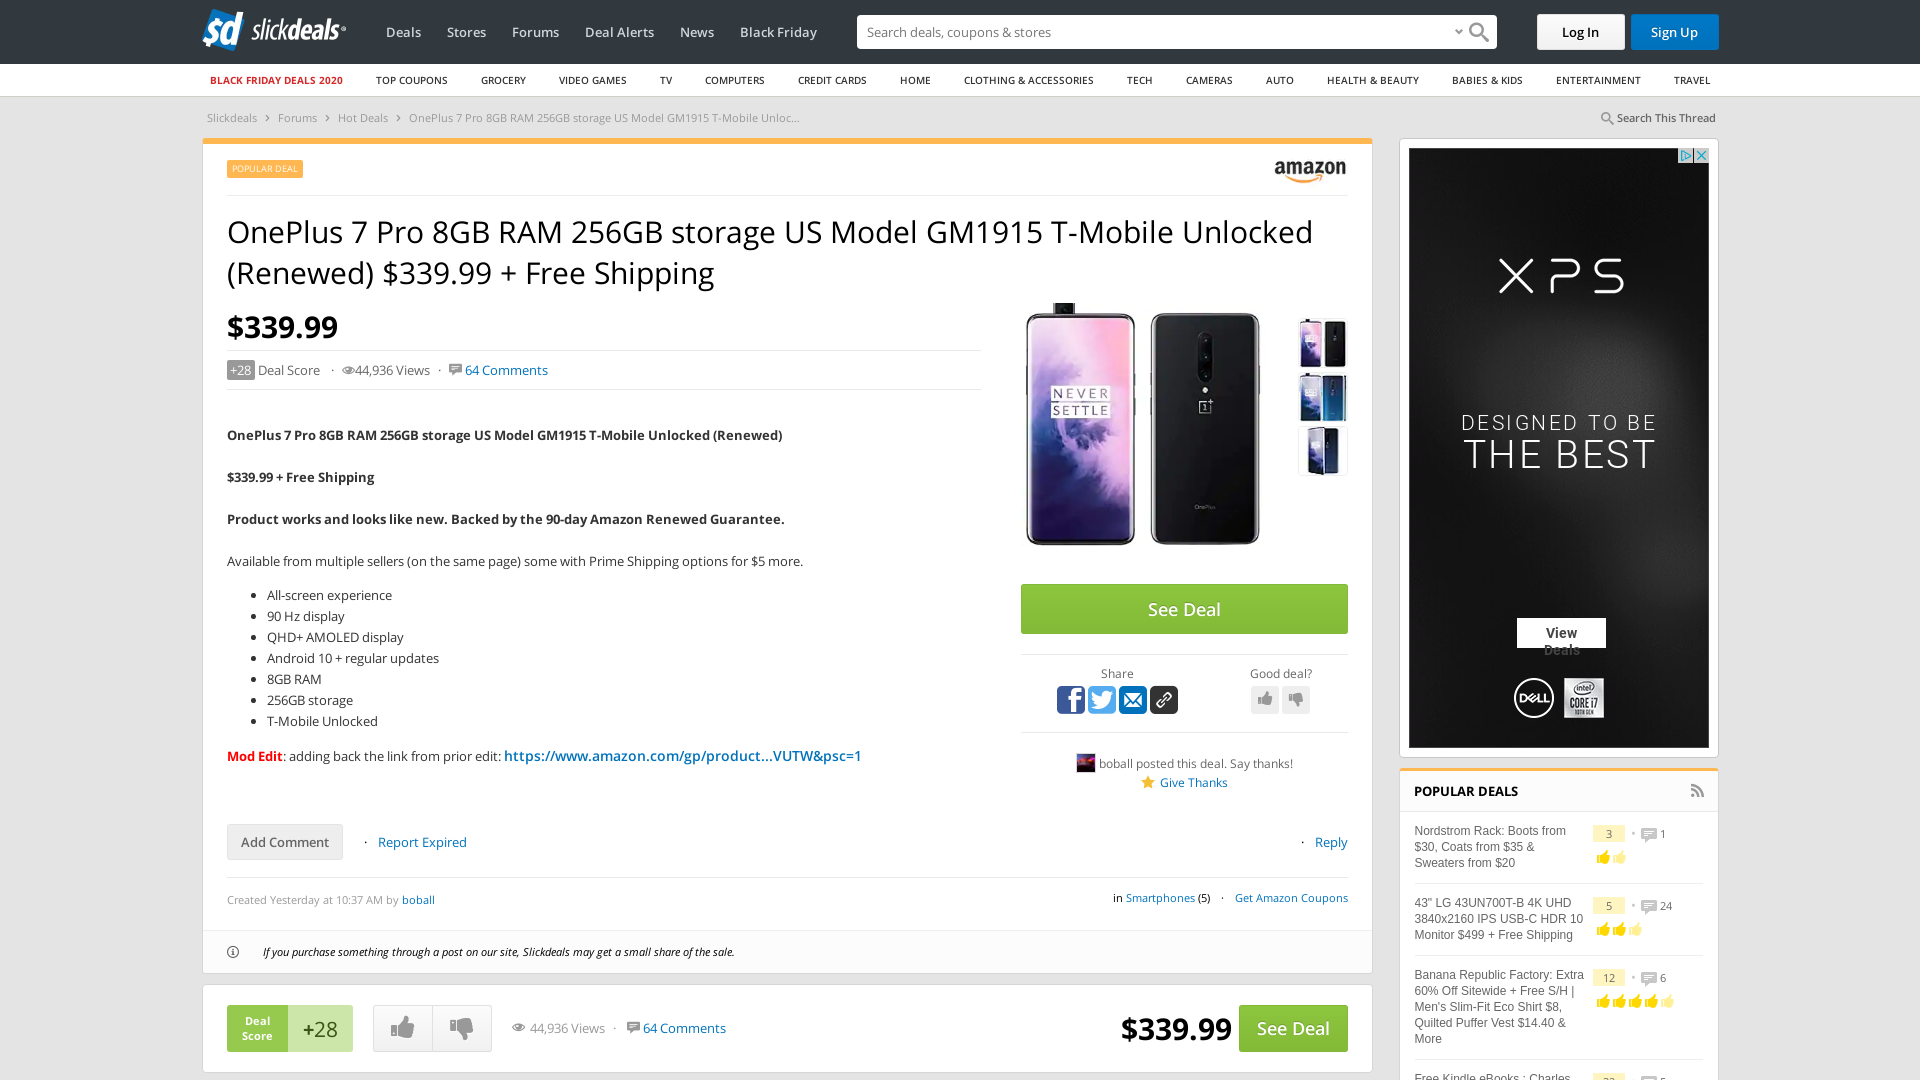 sd slickdeals
Deals
Stores
Forums
Deal Alerts
News
Black Friday
Search deals, coupons & stores
Log In
Sign Up
BLACK FRIDAY DEALS 2020
TOP COUPONS
GROCERY
VIDEO GAMES
TV
COMPUTERS
CREDIT CARDS
HOME
CLOTHING & ACCESSORIES
TECH
CAMERAS
AUTO
HEALTH & BEAUTY
BABIES & KIDS
ENTERTAINMENT
TRAVEL
Slickdeals › Forums › Hot Deals › OnePlus 7 Pro 8GB RAM 256GB storage US Model GM1915 T-Mobile Unloc...
Search This Thread
POPULAR DEAL
amazon
OnePlus 7 Pro 8GB RAM 256GB storage US Model GM1915 T-Mobile Unlocked
(Renewed) $339.99 + Free Shipping
$339.99
+28 Deal Score · 44,936 Views · 64 Comments
OnePlus 7 Pro 8GB RAM 256GB storage US Model GM1915 T-Mobile Unlocked (Renewed)
$339.99 + Free Shipping
Product works and looks like new. Backed by the 90-day Amazon Renewed Guarantee.
Available from multiple sellers (on the same page) some with Prime Shipping options for $5 more.
• All-screen experience
• 90 Hz display
• QHD+ AMOLED display
• Android 10 + regular updates
• 8GB RAM
• 256GB storage
• T-Mobile Unlocked
Mod Edit: adding back the link from prior edit: https://www.amazon.com/gp/product...VUTW&psc=1
NEVER
SETTLE
OnePlus
See Deal
Share
Good deal?
boball posted this deal. Say thanks!
Give Thanks
Add Comment · Report Expired
· Reply
Created Yesterday at 10:37 AM by boball
in Smartphones (5) · Get Amazon Coupons
If you purchase something through a post on our site, Slickdeals may get a small share of the sale.
Deal
Score
+28
44,936 Views · 64 Comments
$339.99
See Deal
XPS
DESIGNED TO BE
THE BEST
View
Deals
DELL
intel
CORE i7
10TH GEN
POPULAR DEALS
Nordstrom Rack: Boots from
$30, Coats from $35 &
Sweaters from $20
3 • 1
43" LG 43UN700T-B 4K UHD
3840x2160 IPS USB-C HDR 10
Monitor $499 + Free Shipping
5 • 24
Banana Republic Factory: Extra
60% Off Sitewide + Free S/H |
Men's Slim-Fit Eco Shirt $8,
Quilted Puffer Vest $14.40 &
More
12 • 6
Free Kindle eBooks : Charles